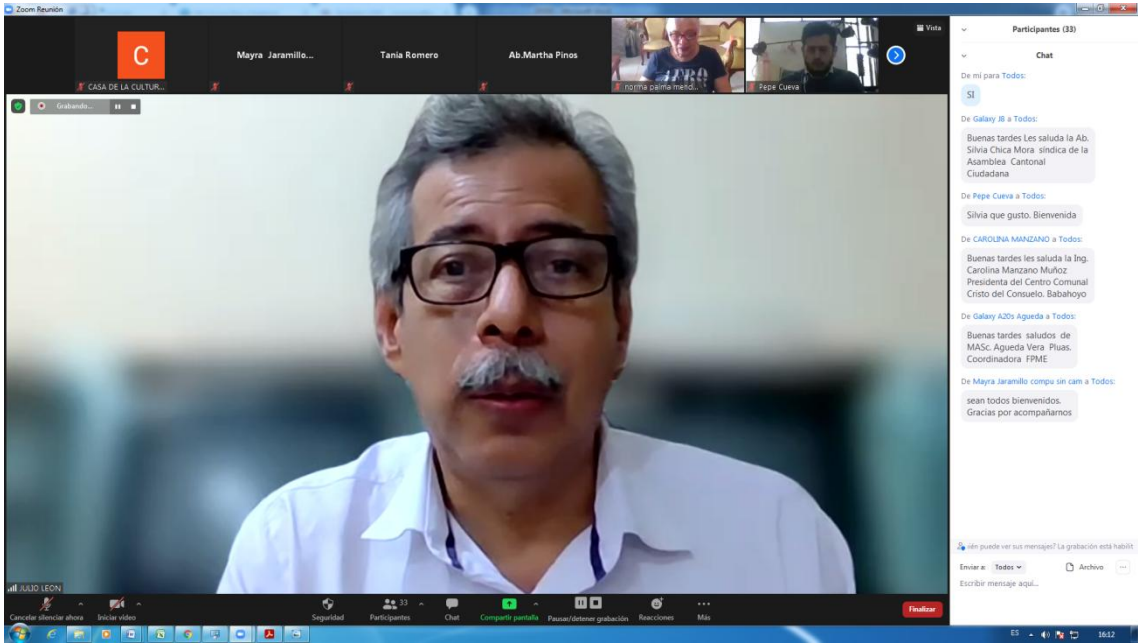 Zoom Reunión
C
CASA DE LA CULTUR...
Mayra Jaramillo...
Tania Romero
Ab.Martha Pinos
norma palma mend...
Pepe Cueva
Vista
Grabando...
JULIO LEON
Cancelar silenciar ahora
Iniciar video
Seguridad
33
Participantes
Chat
Compartir pantalla
Pausar/detener grabación
Reacciones
Más
Finalizar
Participantes (33)
Chat
De mí para Todos:
SI
De Galaxy J8 a Todos:
Buenas tardes Les saluda la Ab.
Silvia Chica Mora síndica de la
Asamblea Cantonal
Ciudadana
De Pepe Cueva a Todos:
Silvia que gusto. Bienvenida
De CAROLINA MANZANO a Todos:
Buenas tardes les saluda la Ing.
Carolina Manzano Muñoz
Presidenta del Centro Comunal
Cristo del Consuelo. Babahoyo
De Galaxy A20s Agueda a Todos:
Buenas tardes saludos de
MASc. Agueda Vera Pluas.
Coordinadora FPME
De Mayra Jaramillo compu sin cam a Todos:
sean todos bienvenidos.
Gracias por acompañarnos
ién puede ver sus mensajes? La grabación está habilit
Enviar a: Todos
Archivo
...
Escribir mensaje aquí...
ES
16:12